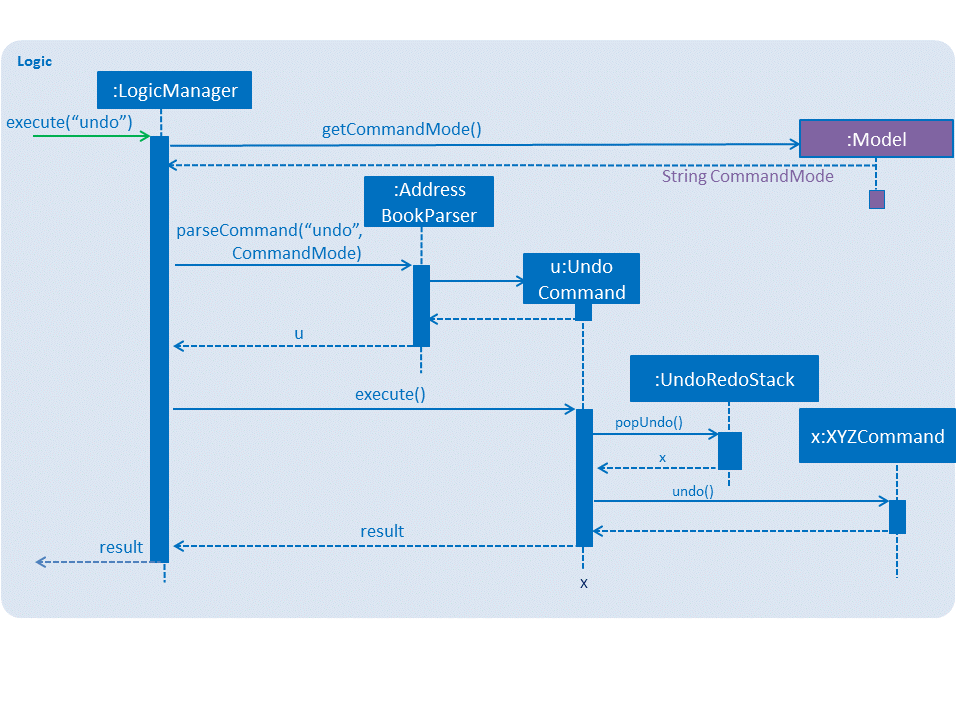 Logic
:LogicManager
execute(“undo”)
getCommandMode()
:Model
String CommandMode
:Address
BookParser
parseCommand(“undo”,
CommandMode)
u:Undo
Command
u
:UndoRedoStack
execute()
popUndo()
x:XYZCommand
x
undo()
result
result
x